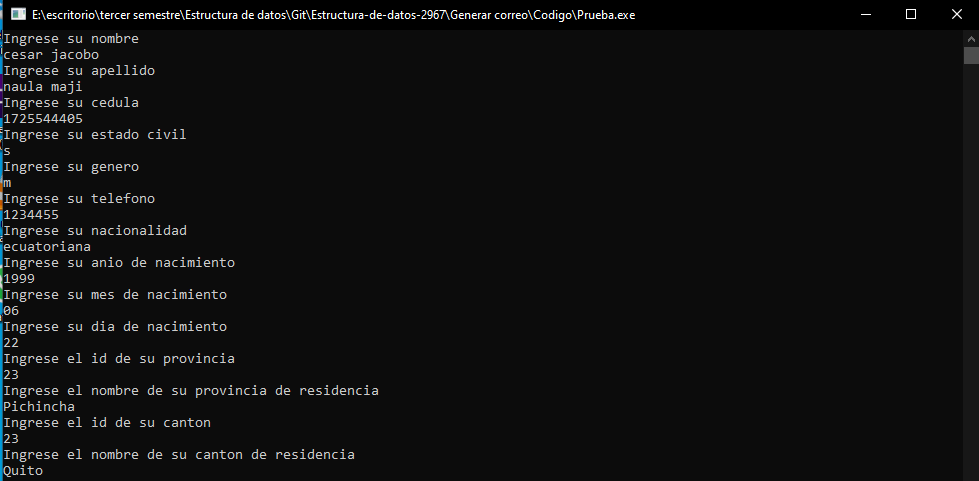 E:\escritorio\tercer semestre\Estructura de datos\Git\Estructura-de-datos-2967\Generar correo\Codigo\Prueba.exe
Ingrese su nombre
cesar jacobo
Ingrese su apellido
naula maji
Ingrese su cedula
1725544405
Ingrese su estado civil
s
Ingrese su genero
m
Ingrese su telefono
1234455
Ingrese su nacionalidad
ecuatoriana
Ingrese su anio de nacimiento
1999
Ingrese su mes de nacimiento
06
Ingrese su dia de nacimiento
22
Ingrese el id de su provincia
23
Ingrese el nombre de su provincia de residencia
Pichincha
Ingrese el id de su canton
23
Ingrese el nombre de su canton de residencia
Quito